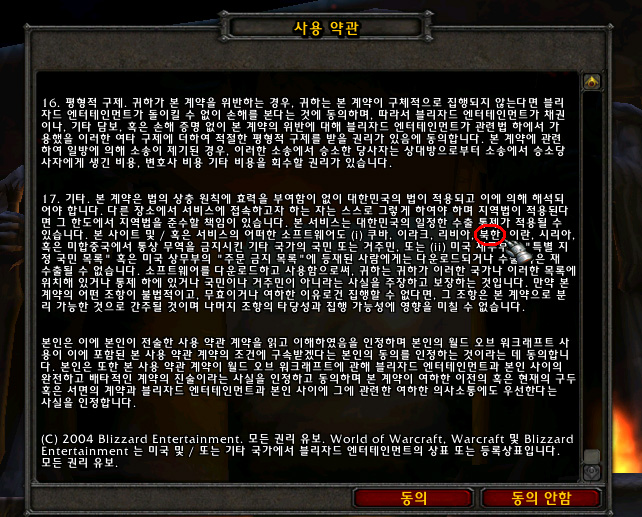 사용 약관
16. 평형적 구제. 귀하가 본 계약을 위반하는 경우, 귀하는 본 계약이 구체적으로 집행되지 않는다면 블리
자드 엔터테인먼트가 돌이킬 수 없이 손해를 본다는 것에 동의하며, 따라서 블리자드 엔터테인먼트가 채권
이나, 기타 담보, 혹은 손해 증명 없이 본 계약의 위반에 대해 블리자드 엔터테인먼트가 관련법 하에서 가
용했을 이러한 여타 구제에 더하여 적절한 평형적 구제를 받을 권리가 있음에 동의합니다. 본 계약에 관련
하여 일방에 의해 소송이 제기된 경우, 이러한 소송에서 승소한 당사자는 상대방으로부터 소송에서 승소당
사자에게 생긴 비용, 변호사 비용 기타 비용을 회수할 권리가 있습니다.
17. 기타. 본 계약은 법의 상충 원칙에 효력을 부여함이 없이 대한민국의 법이 적용되고 이에 의해 해석되
어야 합니다. 다른 장소에서 서비스에 접속하고자 하는 자는 스스로 그렇게 하여야 하며 지역법이 적용된다
면 그 한도에서 지역법을 준수할 책임이 있습니다. 본 서비스는 대한민국의 일정한 수출 통제가 적용될 수
있습니다. 본 사이트 및 / 혹은 서비스의 어떠한 소프트웨어도 (i) 쿠바, 이라크, 리비아, 북한, 이란, 시리아,
혹은 미합중국에서 통상 무역을 금지시킨 기타 국가의 국민 또는 거주민, 또는 (ii) 미국 재무 "특별 지
정 국민 목록" 혹은 미국 상무부의 "주문 금지 목록"에 등재된 사람에게는 다운로드되거나 수 은 재
수출될 수 없습니다. 소프트웨어를 다운로드하고 사용함으로써, 귀하는 귀하가 이러한 국가나 이러한 목록에
위치해 있거나 통제 하에 있거나 국민이나 거주민이 아니라는 사실을 주장하고 보장하는 것입니다. 만약 본
계약의 어떤 조항이 불법적이고, 무효이거나 여하한 이유로건 집행할 수 없다면, 그 조항은 본 계약으로 분
리 가능한 것으로 간주될 것이며 나머지 조항의 타당성과 집행 가능성에 영향을 미칠 수 없습니다.
본인은 이에 본인이 전술한 사용 약관 계약을 읽고 이해하였음을 인정하며 본인의 월드 오브 워크래프트 사
용이 이에 포함된 본 사용 약관 계약의 조건에 구속받겠다는 본인의 동의를 인정하는 것이라는 데 동의합니
다. 본인은 또한 본 사용 약관 계약이 월드 오브 워크래프트에 관해 블리자드 엔터테인먼트과 본인 사이의
완전하고 배타적인 계약의 진술이라는 사실을 인정하고 동의하며 본 계약이 여하한 이전의 혹은 현재의 구두
혹은 서면의 계약과 블리자드 엔터테인먼트과 본인 사이에 그에 관련한 여하한 의사소통에도 우선한다는
사실을 인정합니다.
(C) 2004 Blizzard Entertainment. 모든 권리 유보. World of Warcraft, Warcraft 및 Blizzard
Entertainment 는 미국 및 / 또는 기타 국가에서 블리자드 엔터테인먼트의 상표 또는 등록상표입니다.
모든 권리 유보.
동의
동의 안함